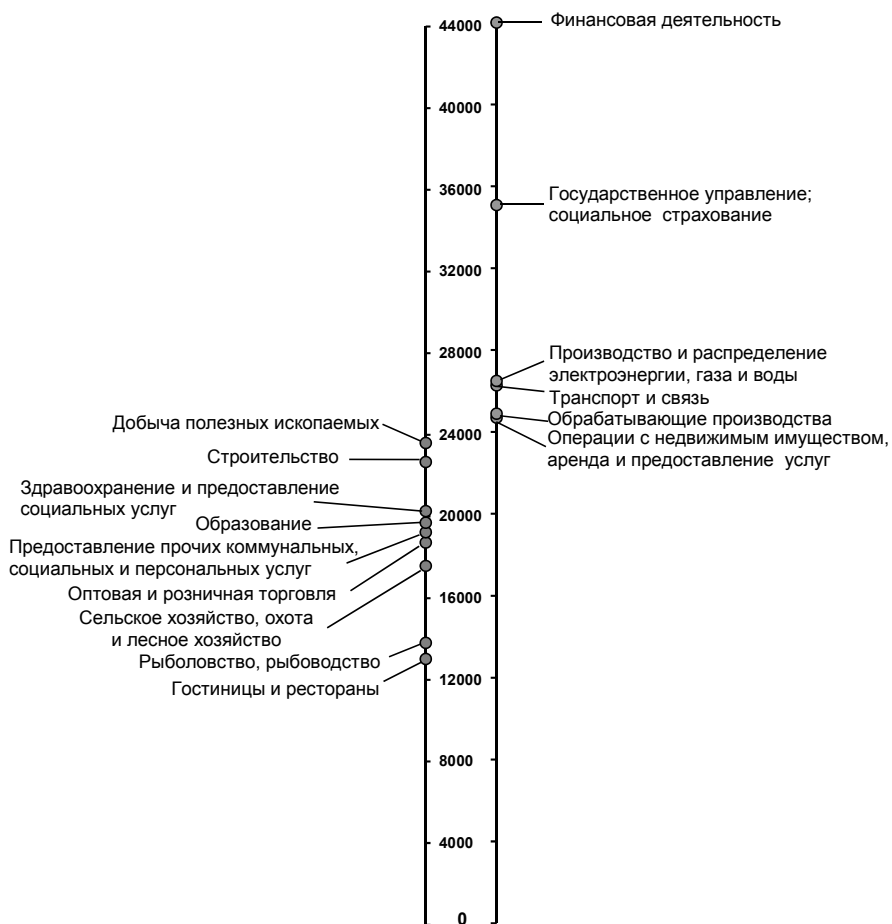 44000
Финансовая деятельность
40000
36000
Государственное управление;
социальное страхование
32000
28000
Производство и распределение
электроэнергии, газа и воды
Транспорт и связь
Добыча полезных ископаемых
Обрабатывающие производства
24000
Операции с недвижимым имуществом,
аренда и предоставление услуг
Строительство
Здравоохранение и предоставление
социальных услуг
20000
Образование
Предоставление прочих коммунальных,
социальных и персональных услуг
Оптовая и розничная торговля
16000
Сельское хозяйство, охота
и лесное хозяйство
Рыболовство, рыбоводство
12000
Гостиницы и рестораны
8000
4000
0